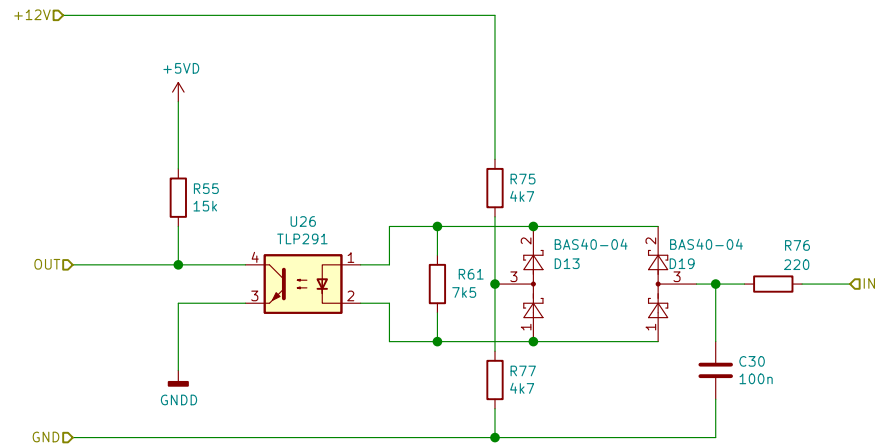 +12V
+5VD
R75
4k7
R55
15k
U26
TLP291
2
BAS40-04
D13
2
BAS40-04
D19
R76
220
OUT
4
1
R61
7k5
3
3
IN
3
2
1
1
R77
4k7
C30
100n
GNDD
GND